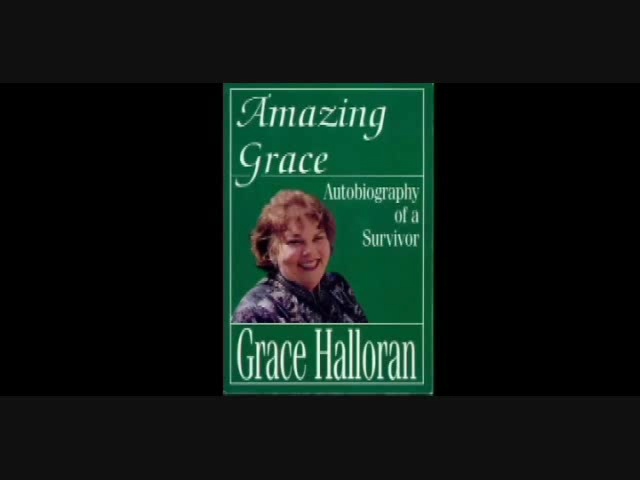 Amazing
Grace
Autobiography
of a
Survivor
Grace Halloran